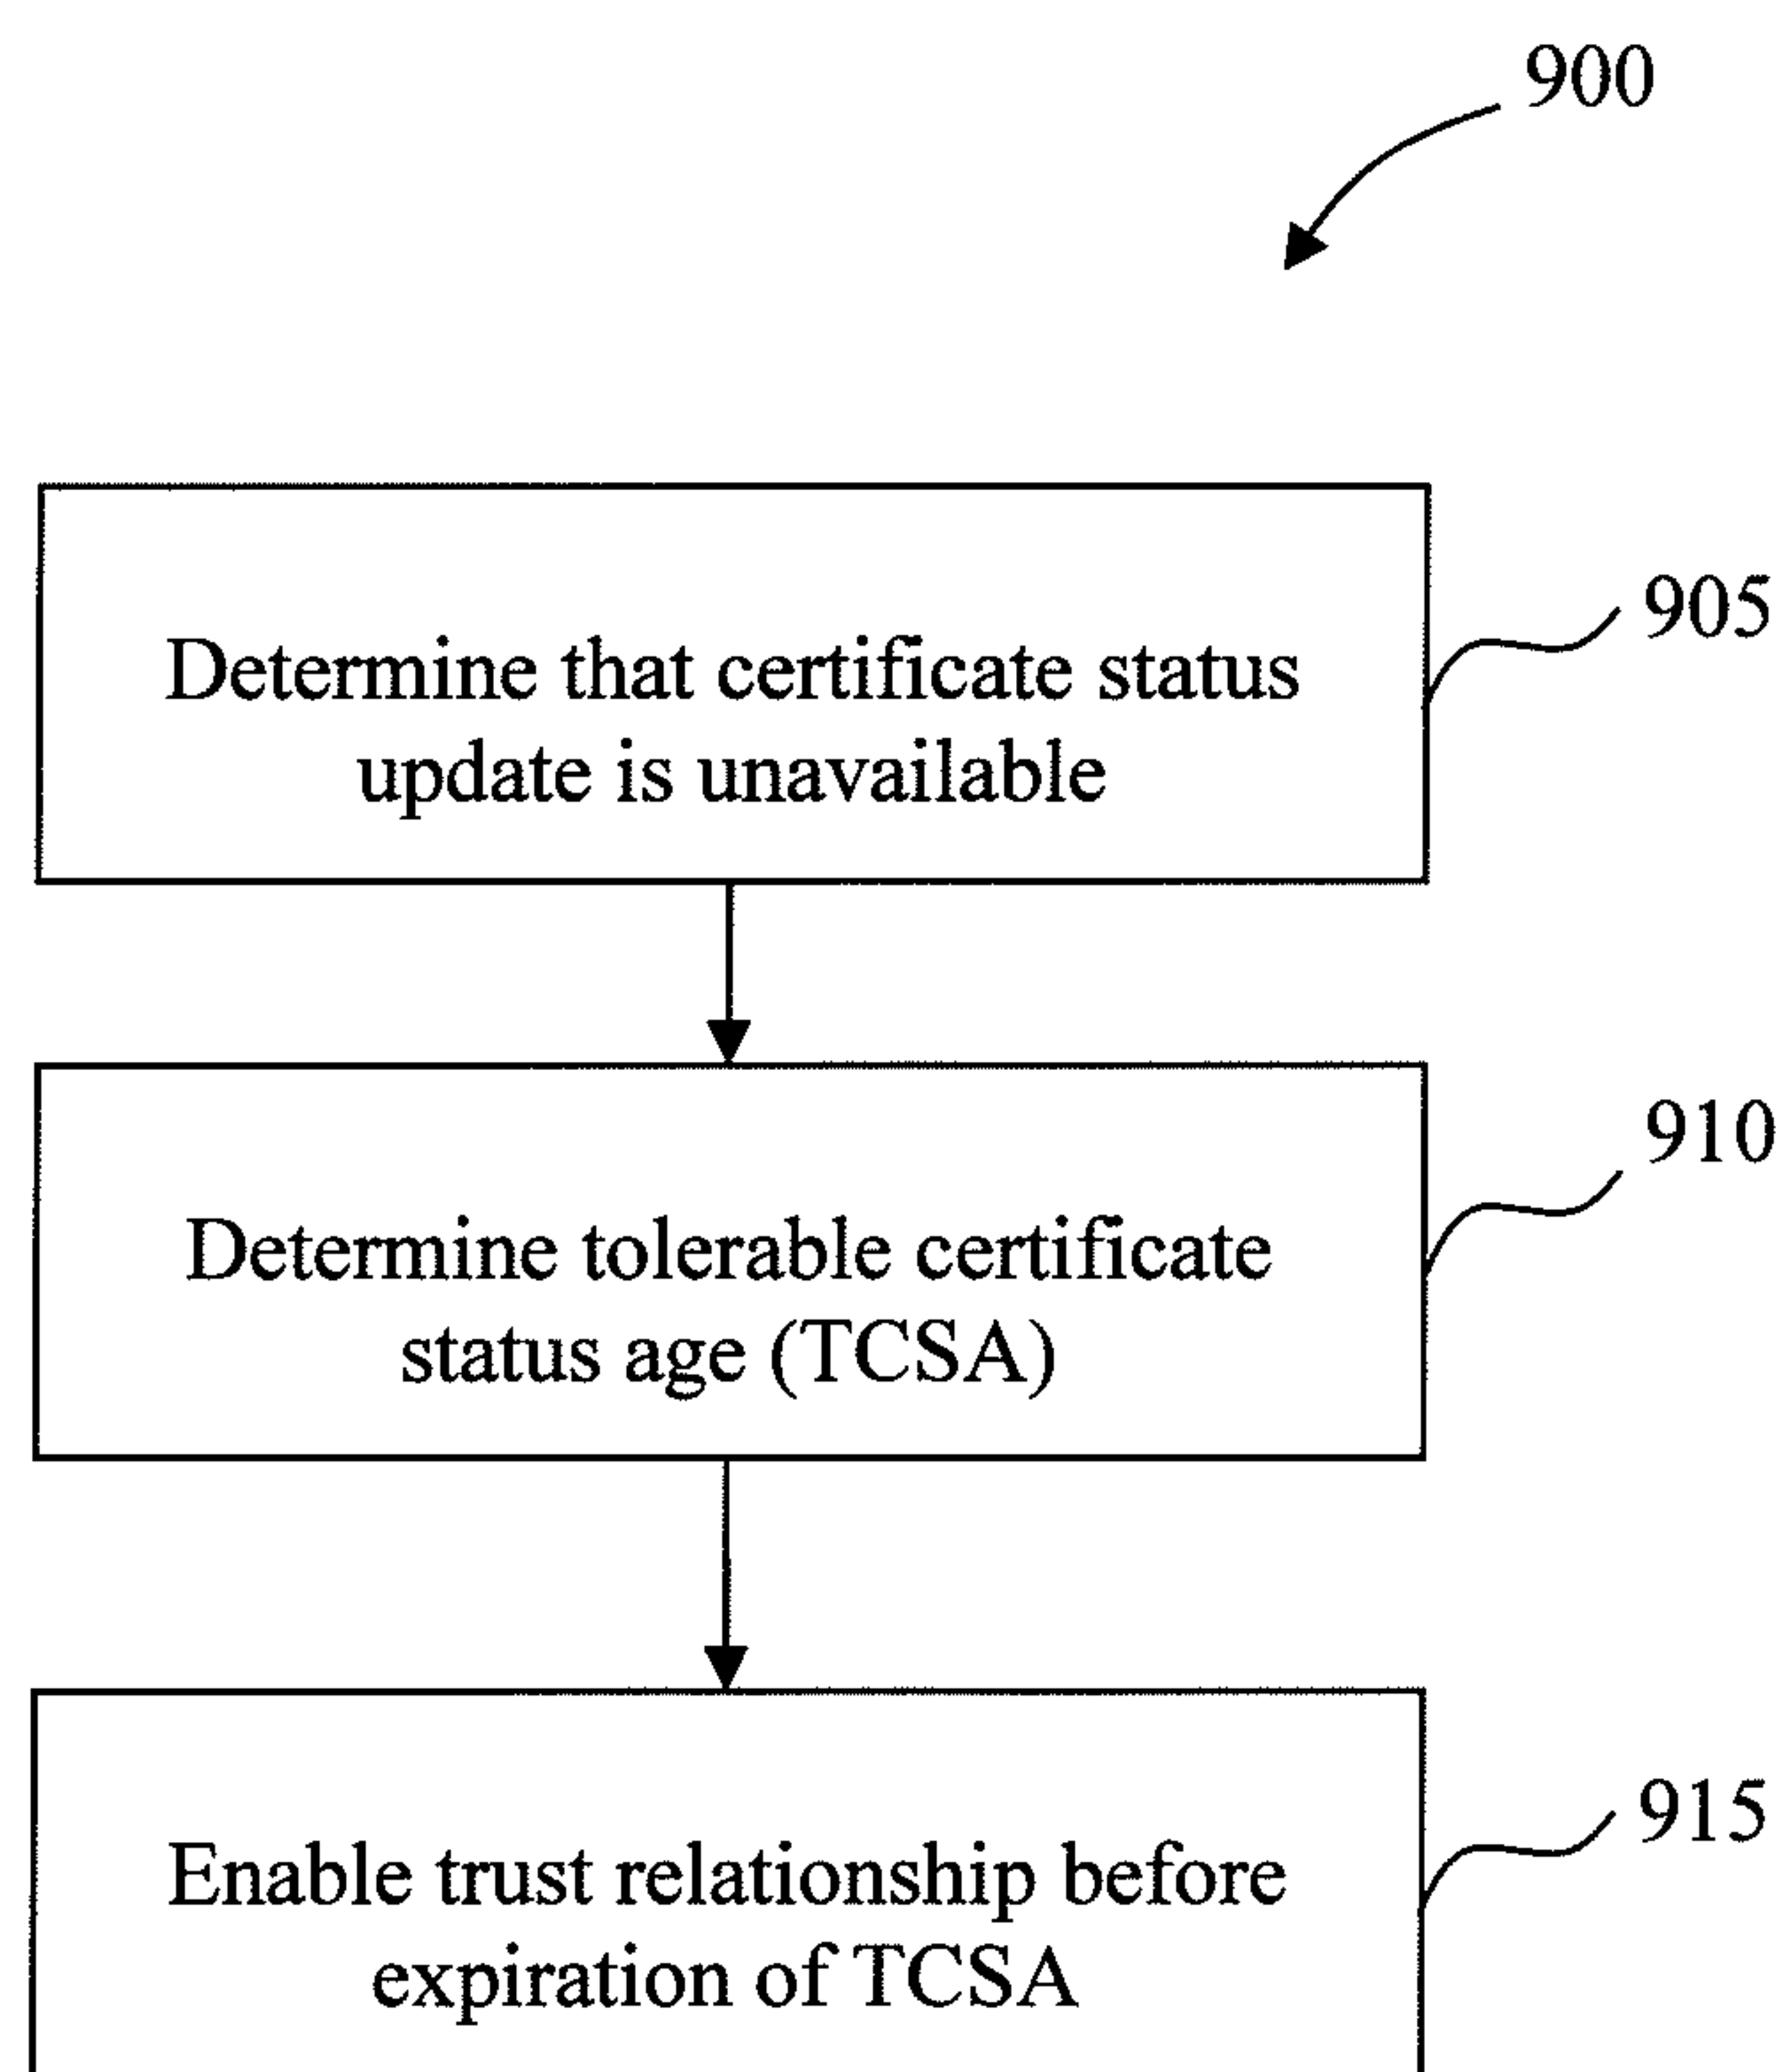 900
Determine that certificate status
update is unavailable
905
Determine tolerable certificate
status age (TCSA)
910
Enable trust relationship before
expiration of TCSA
915